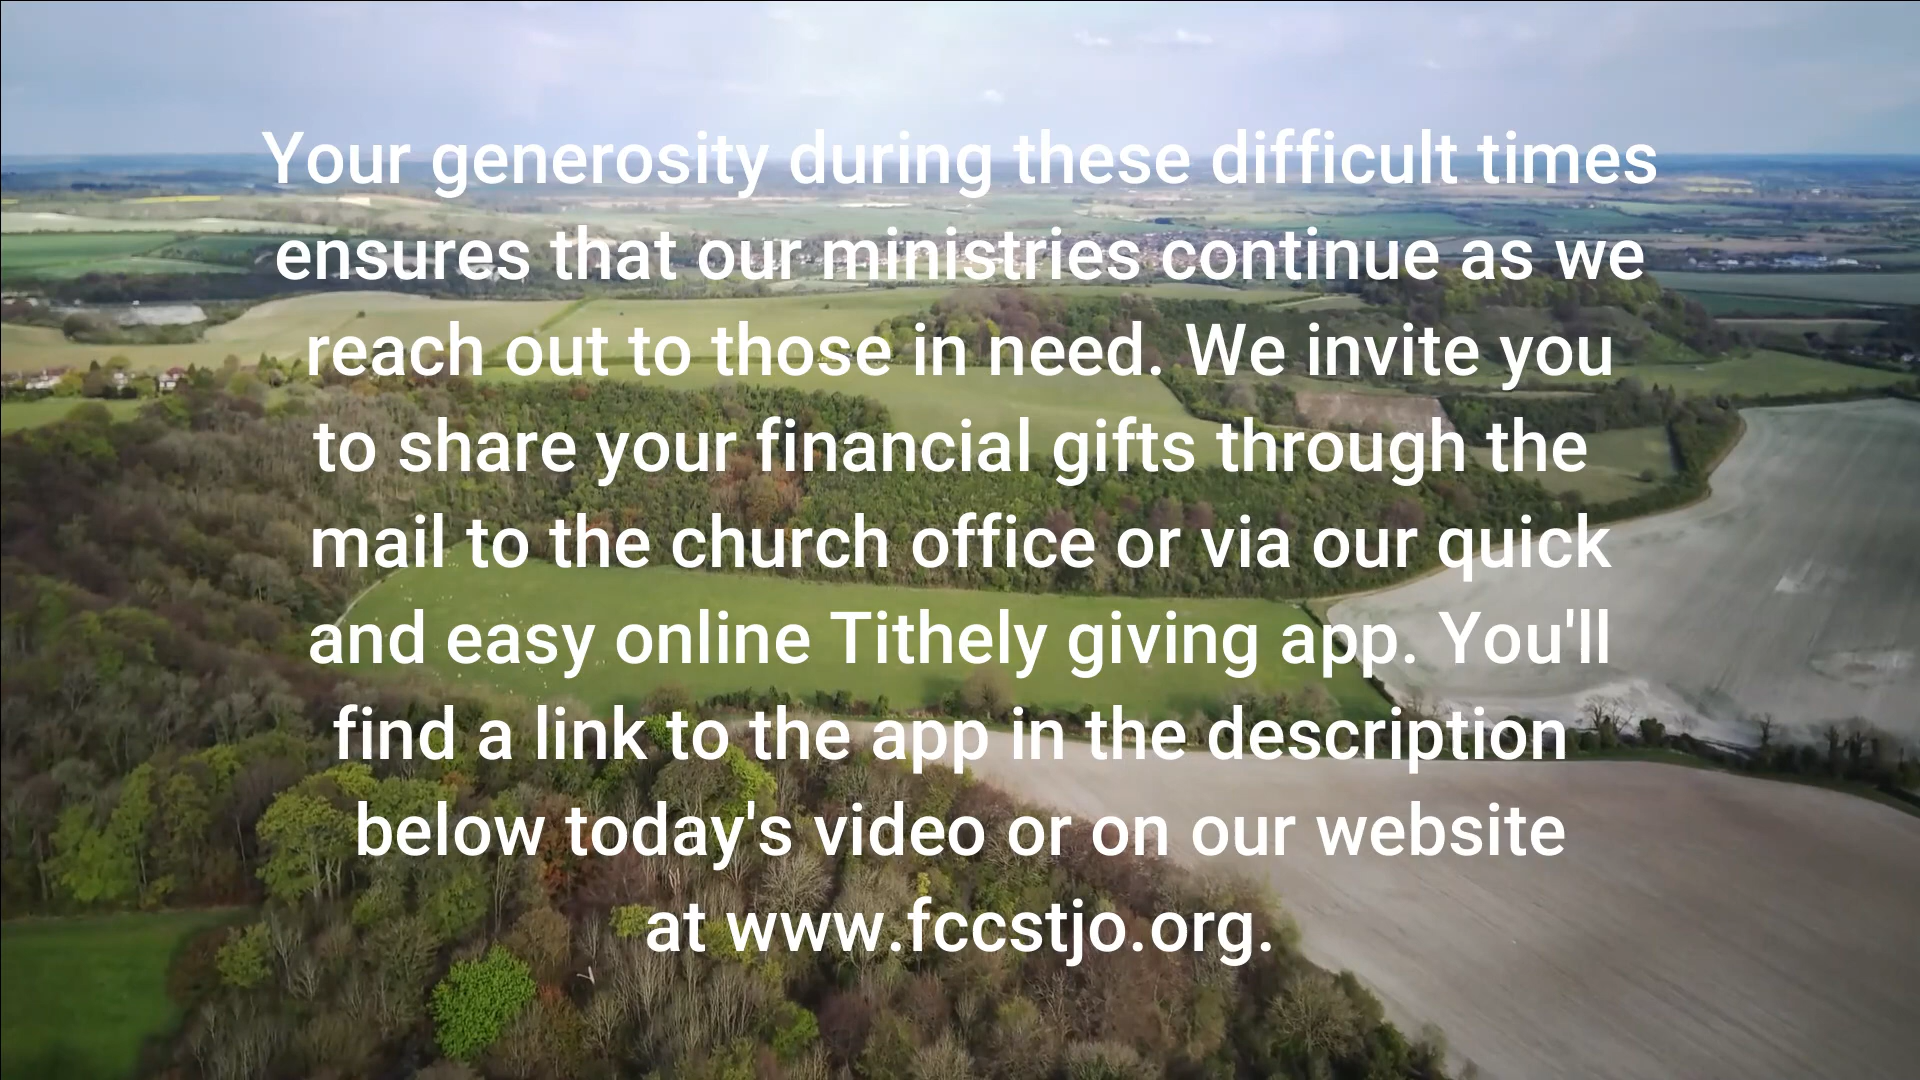 Your generosity during these difficult times
ensures that our ministries continue as we
reach out to those in need. We invite you
to share your financial gifts through the
mail to the church office or via our quick
and easy online Tithely giving app. You'll
find a link to the app in the description
below today's video or on our website
at www.fccstjo.org.